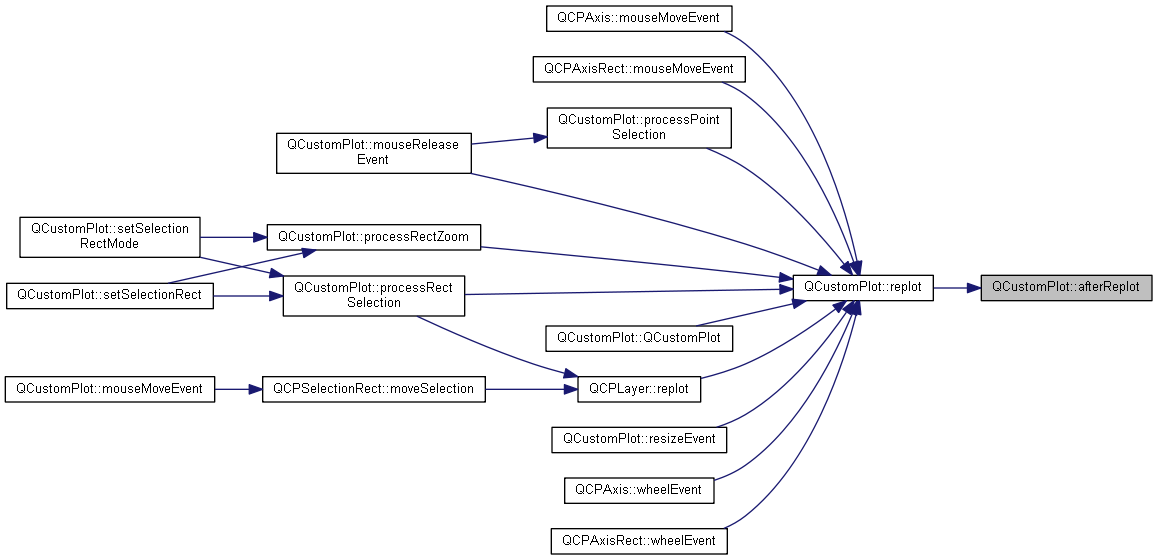 QCPAxis::mouseMoveEvent
QCPAxisRect::mouseMoveEvent
QCustomPlot::processPoint
Selection
QCustomPlot::mouseRelease
Event
QCustomPlot::setSelection
RectMode
QCustomPlot::processRectZoom
QCustomPlot::setSelectionRect
QCustomPlot::processRect
Selection
QCustomPlot::replot
QCustomPlot::afterReplot
QCustomPlot::QCustomPlot
QCustomPlot::mouseMoveEvent
QCPSelectionRect::moveSelection
QCPLayer::replot
QCustomPlot::resizeEvent
QCPAxis::wheelEvent
QCPAxisRect::wheelEvent